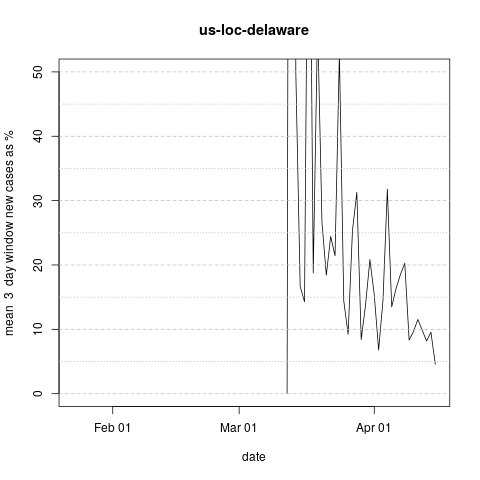 us-loc-delaware
mean  3  day window new cases as %
50
40
30
20
10
0
Feb 01
Mar 01
Apr 01
date